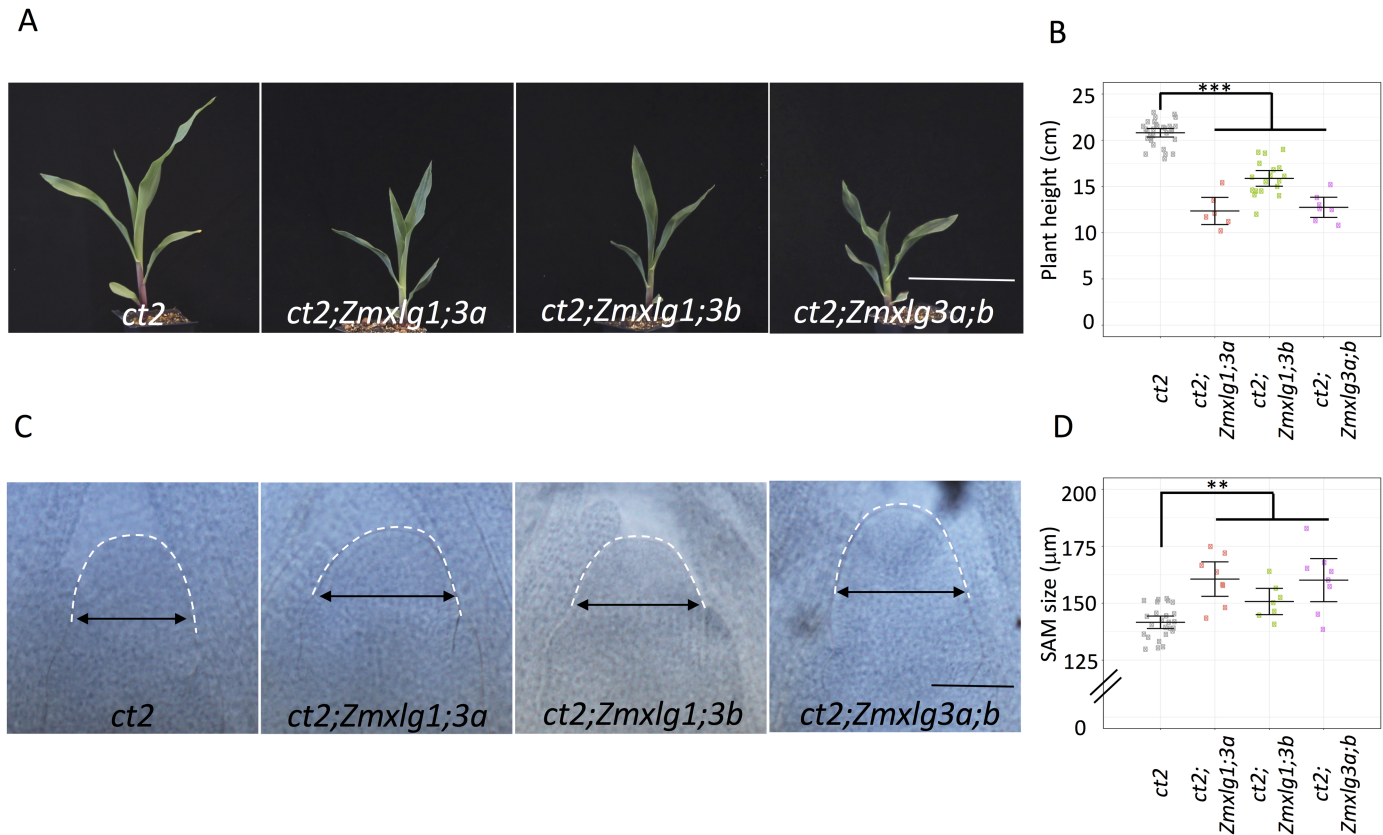 A
B
ct2
ct2;Zmxlg1;3a
ct2;Zmxlg1;3b
ct2;Zmxlg3a;b
Plant height (cm)
25
20
15
10
5
0
***
ct2
ct2;
Zmxlg1;3a
ct2;
Zmxlg1;3b
ct2;
Zmxlg3a;b
C
D
ct2
ct2;Zmxlg1;3a
ct2;Zmxlg1;3b
ct2;Zmxlg3a;b
SAM size (μm)
200
175
150
125
0
**
ct2
ct2;
Zmxlg1;3a
ct2;
Zmxlg1;3b
ct2;
Zmxlg3a;b